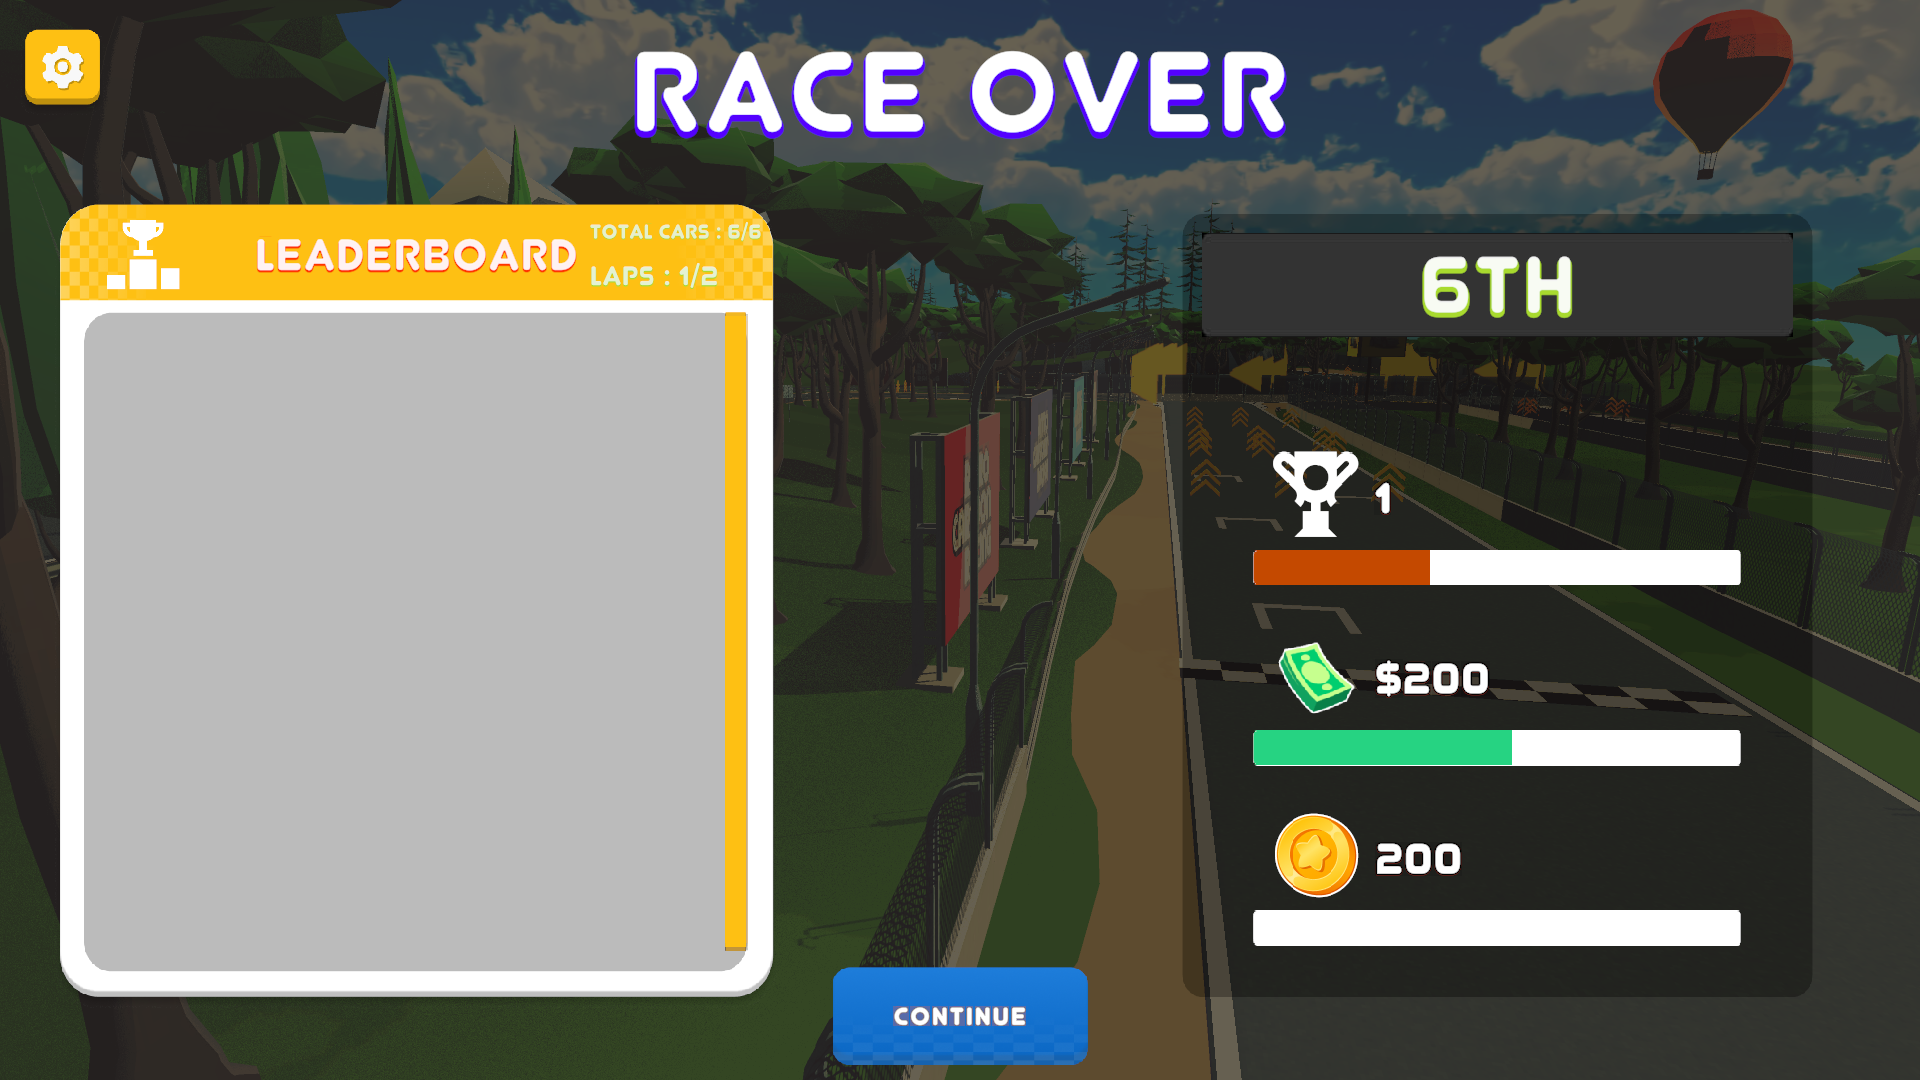 RACE OVER
LEADERBOARD
TOTAL CARS : 6/6
LAPS : 1/2
6TH
1
$200
200
CONTINUE